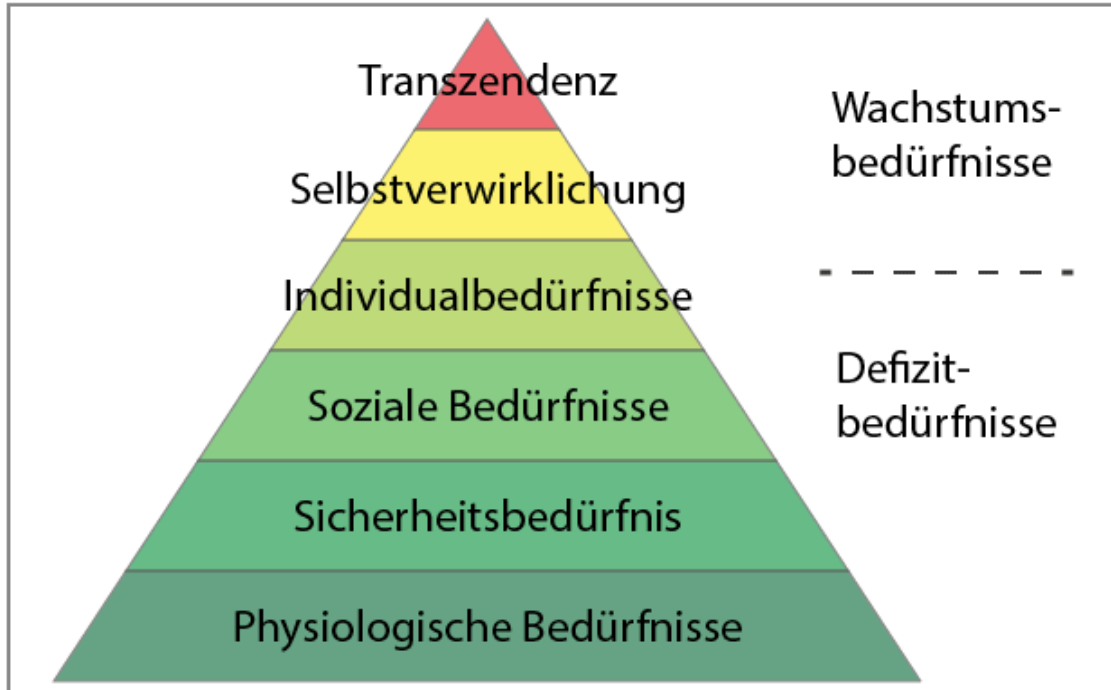 Transzendenz
Selbstverwirklichung
Individualbedürfnisse
Soziale Bedürfnisse
Sicherheitsbedürfnis
Physiologische Bedürfnisse
Wachstums-
bedürfnisse
Defizit-
bedürfnisse